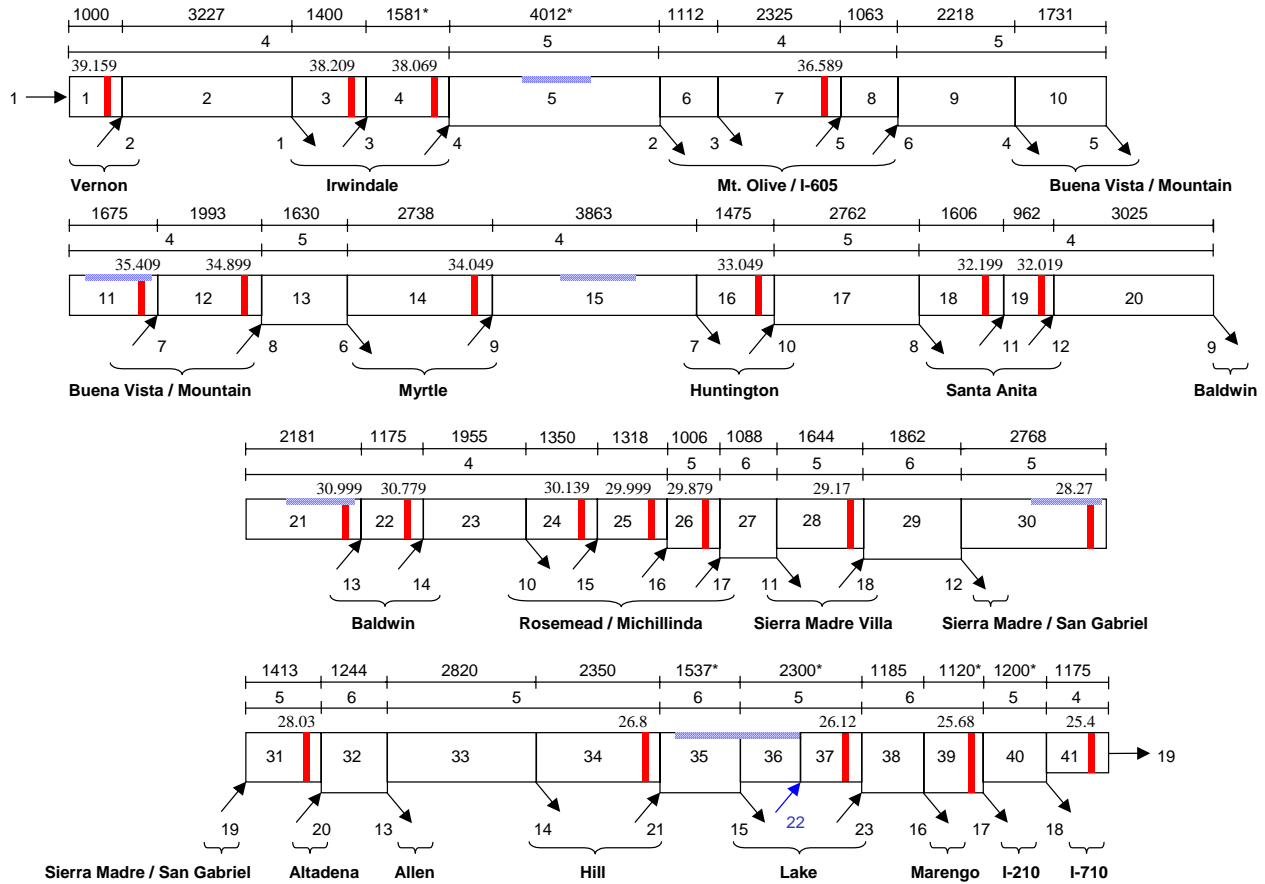 1000 3227 1400 1581* 4012* 1112 2325 1063 2218 1731
4 5 4 5
39.159 38.209 38.069 36.589
1 1 2 3 4 5 6 7 8 9 10
2 1 3 4 2 3 5 6 4 5
Vernon Irwindale Mt. Olive / I-605 Buena Vista / Mountain
1675 1993 1630 2738 3863 1475 2762 1606 962 3025
4 5 4 5 4
35.409 34.899 34.049 33.049 32.199 32.019
11 12 13 14 15 16 17 18 19 20
7 8 6 9 7 10 8 11 12 9
Buena Vista / Mountain Myrtle Huntington Santa Anita Baldwin
2181 1175 1955 1350 1318 1006 1088 1644 1862 2768
4 5 6 5 6 5
30.999 30.779 30.139 29.999 29.879 29.17 28.27
21 22 23 24 25 26 27 28 29 30
13 14 10 15 16 17 11 18 12
Baldwin Rosemead / Michillinda Sierra Madre Villa Sierra Madre / San Gabriel
1413 1244 2820 2350 1537* 2300* 1185 1120* 1200* 1175
5 6 5 6 5 6 5 4
28.03 26.8 26.12 25.68 25.4
31 32 33 34 35 36 37 38 39 40 41 19
19 20 13 14 21 15 22 23 16 17 18
Sierra Madre / San Gabriel Altadena Allen Hill Lake Marengo I-210 I-710